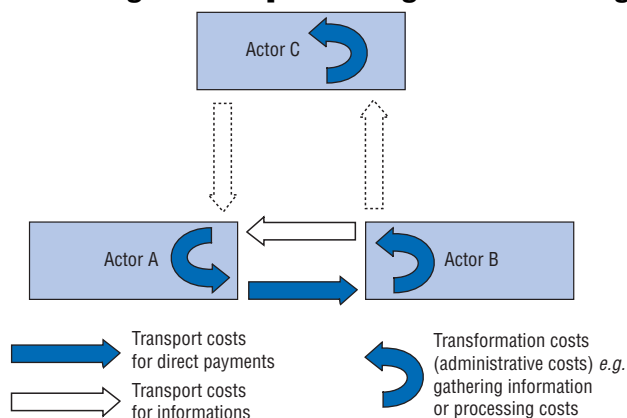 Actor C
Actor A
Actor B
Transport costs
for direct payments
Transport costs
for informations
Transformation costs
(administrative costs) e.g.
gathering information
or processing costs